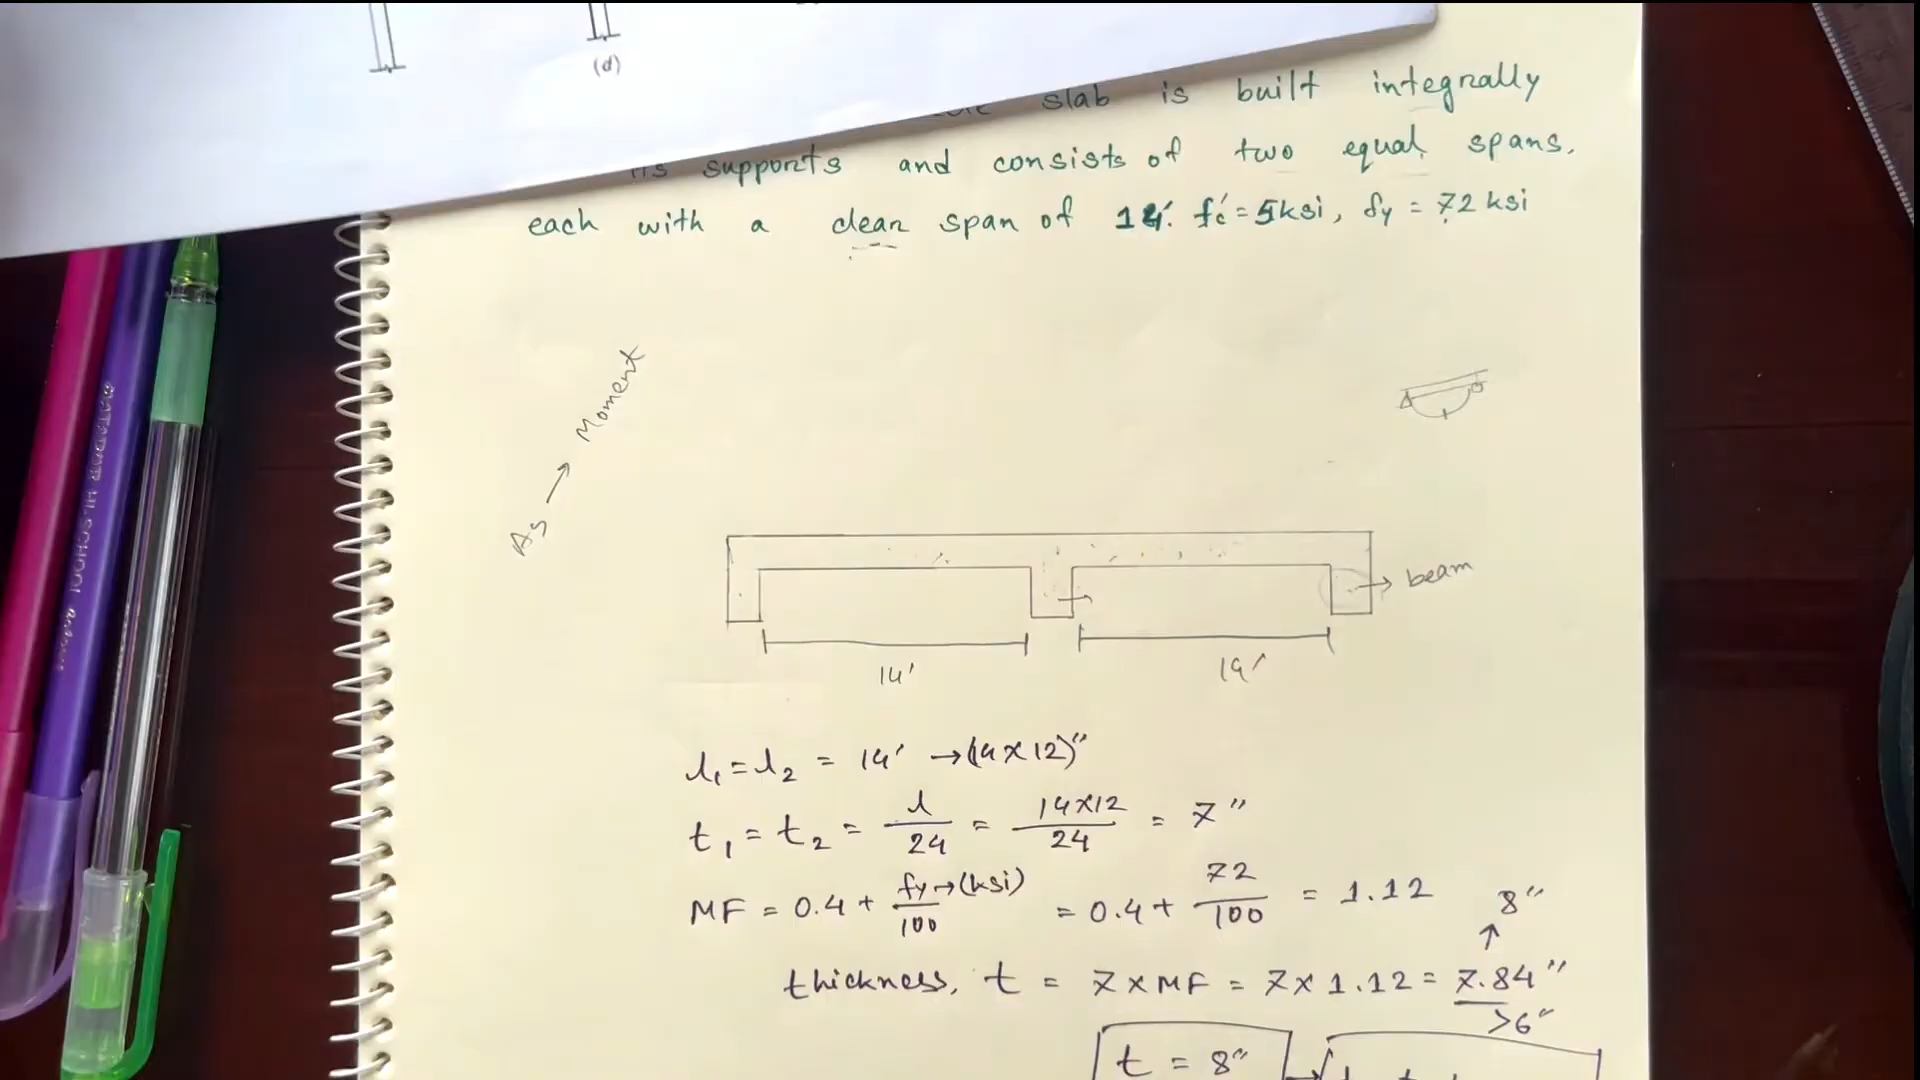 (d)
slab is built integrally
its supports and consists of two equal spans,
each with a clear span of 14'. fc' = 5ksi, fy = 72 ksi
As → Moment
→ beam
14' 14'
l₁ = l₂ = 14' → (14 x 12)"
t₁ = t₂ = l/24 = 14x12/24 = 7"
MF = 0.4 + fy→(ksi)/100 = 0.4 + 72/100 = 1.12
8"
↑
thickness, t = 7 x MF = 7 x 1.12 = 7.84"
>6"
t = 8" →